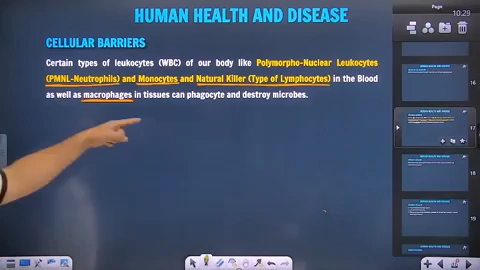 HUMAN HEALTH AND DISEASE
CELLULAR BARRIERS
Certain types of leukocytes (WBC) of our body like Polymorpho-Nuclear Leukocytes
(PMNL-Neutrophils) and Monocytes and Natural Killer (Type of Lymphocytes) in the Blood
as well as macrophages in tissues can phagocyte and destroy microbes.
Page
10:29
16
17
18
19